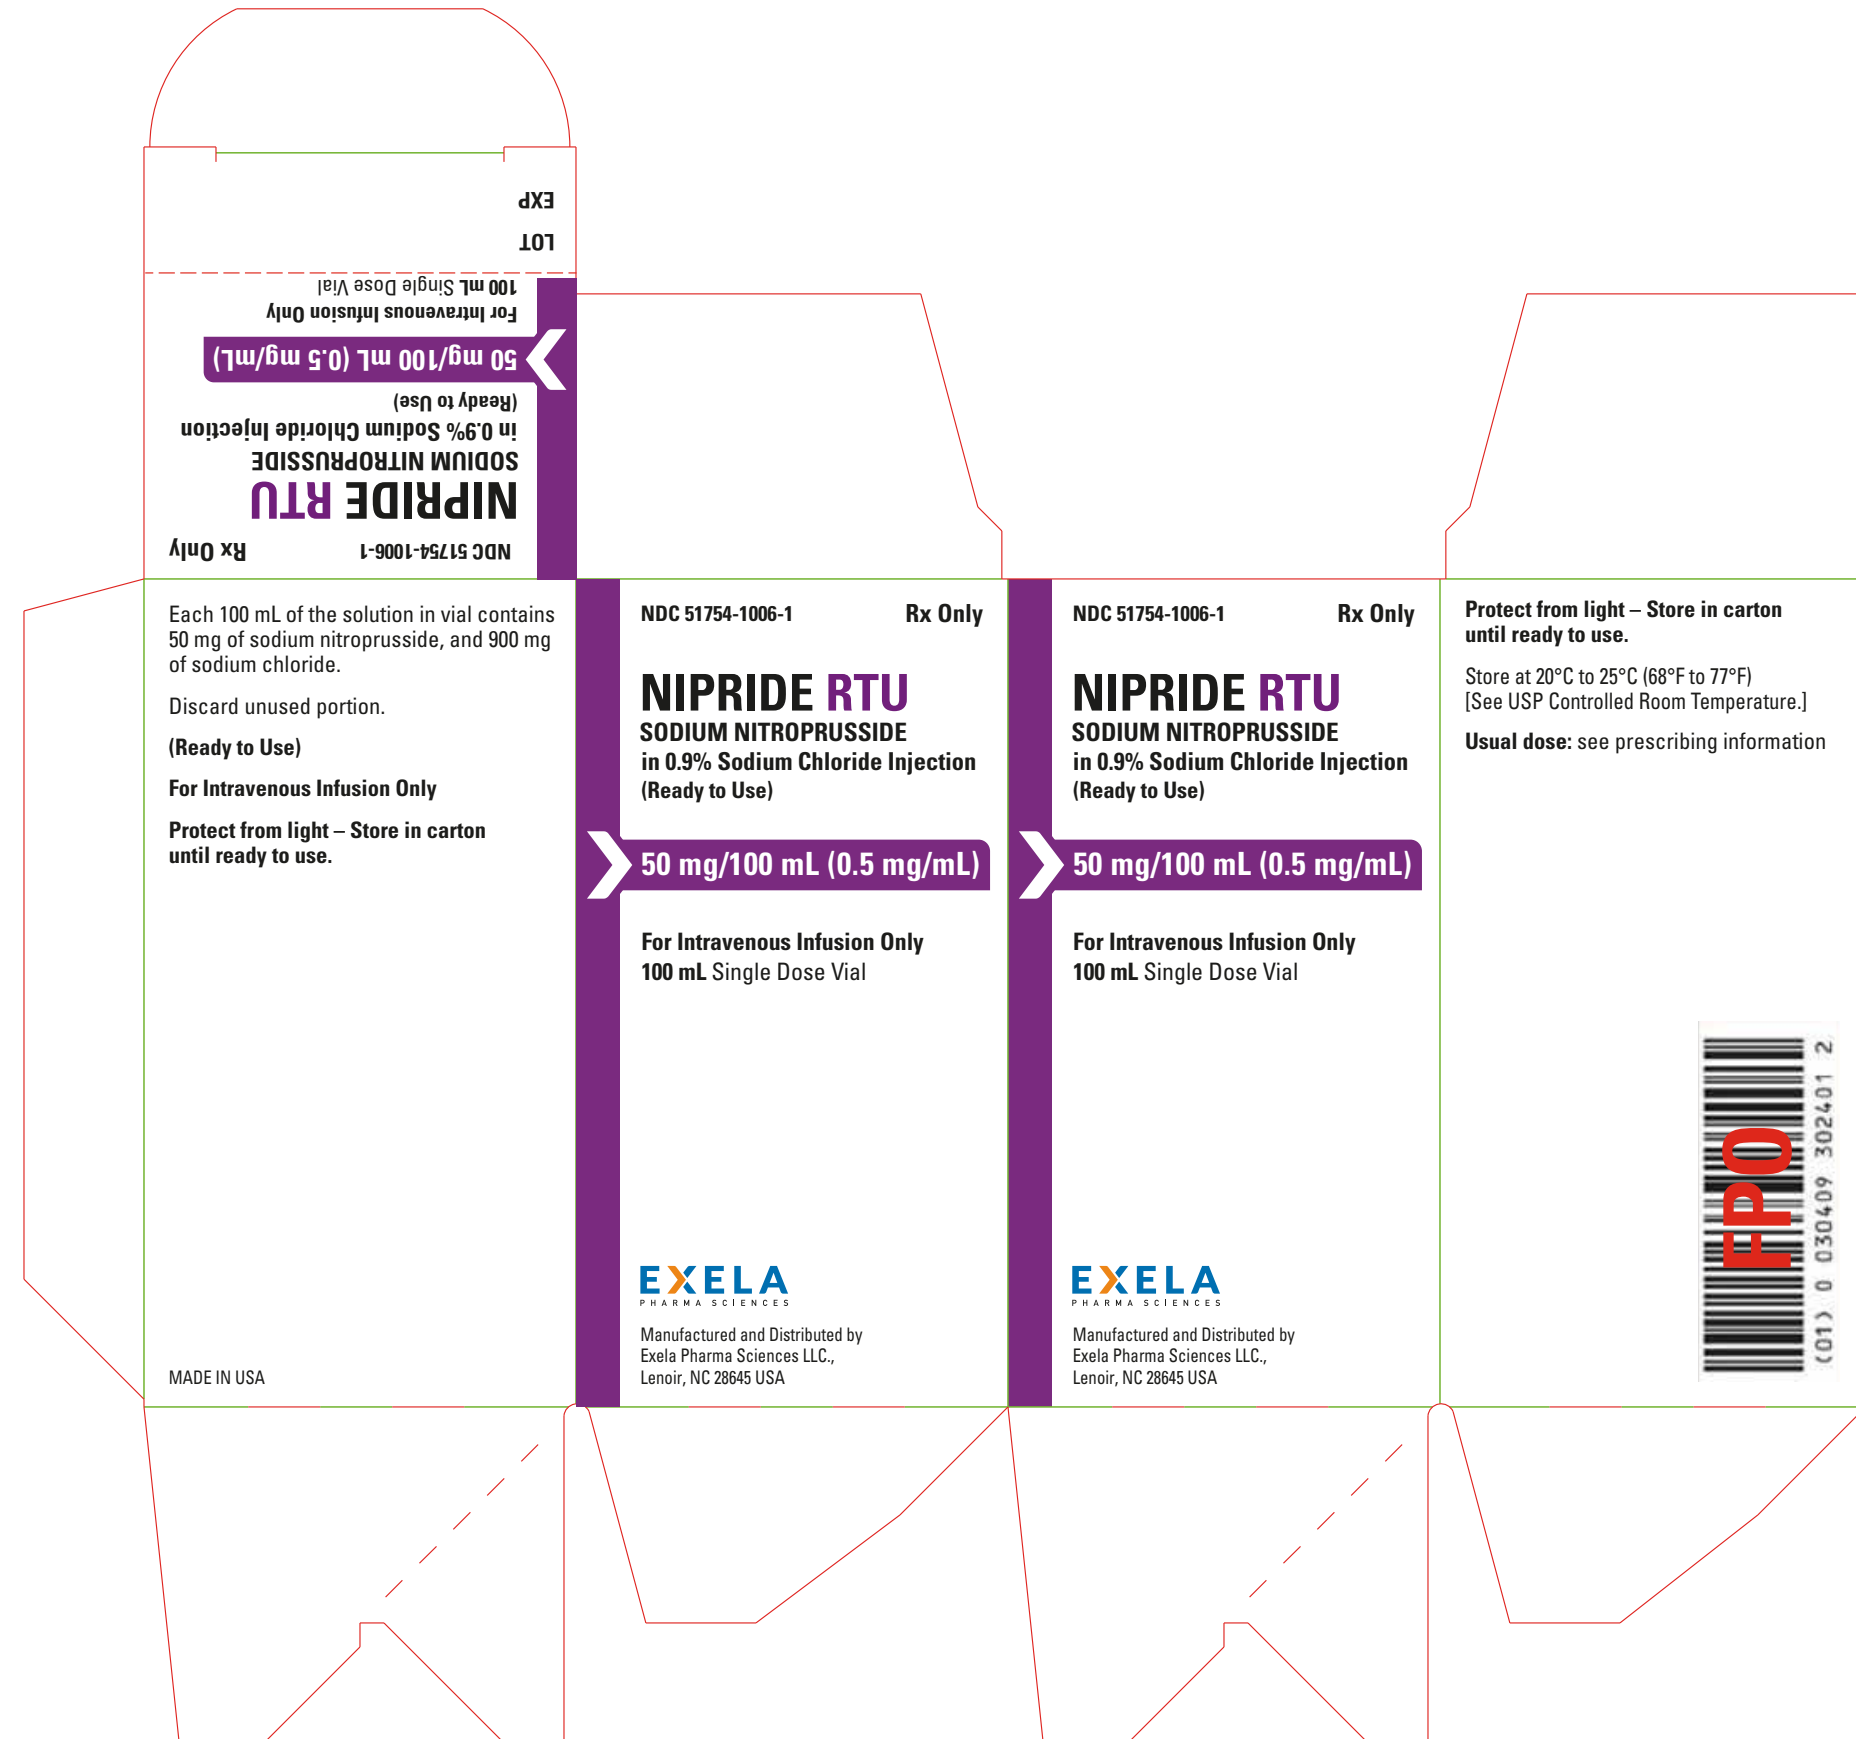 EXP
LOT
100 mL Single Dose Vial
For Intravenous Infusion Only
50 mg/100 mL (0.5 mg/mL)
(Ready to Use)
in 0.9% Sodium Chloride Injection
SODIUM NITROPRUSSIDE
NIPRIDE RTU
NDC 51754-1006-1 Rx Only
Each 100 mL of the solution in vial contains
50 mg of sodium nitroprusside, and 900 mg
of sodium chloride.
Discard unused portion.
(Ready to Use)
For Intravenous Infusion Only
Protect from light – Store in carton
until ready to use.
MADE IN USA
NDC 51754-1006-1 Rx Only
NIPRIDE RTU
SODIUM NITROPRUSSIDE
in 0.9% Sodium Chloride Injection
(Ready to Use)
50 mg/100 mL (0.5 mg/mL)
For Intravenous Infusion Only
100 mL Single Dose Vial
EXELA
PHARMA SCIENCES
Manufactured and Distributed by
Exela Pharma Sciences LLC.,
Lenoir, NC 28645 USA
NDC 51754-1006-1 Rx Only
NIPRIDE RTU
SODIUM NITROPRUSSIDE
in 0.9% Sodium Chloride Injection
(Ready to Use)
50 mg/100 mL (0.5 mg/mL)
For Intravenous Infusion Only
100 mL Single Dose Vial
EXELA
PHARMA SCIENCES
Manufactured and Distributed by
Exela Pharma Sciences LLC.,
Lenoir, NC 28645 USA
Protect from light – Store in carton
until ready to use.
Store at 20°C to 25°C (68°F to 77°F)
[See USP Controlled Room Temperature.]
Usual dose: see prescribing information
FPO
(01) 0 030409 302401 2